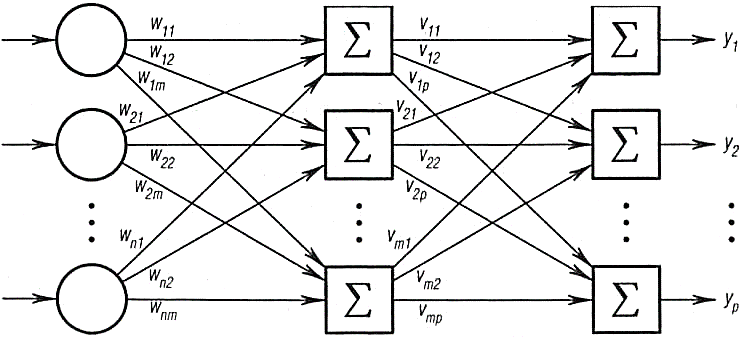 w11 Σ v11 Σ y1
w12 v12
w1m v1p
w21 v21
Σ Σ y2
w22 v22
w2m v2p
wn1 vm1
wn2 vm2
Σ Σ yp
wnm vmp